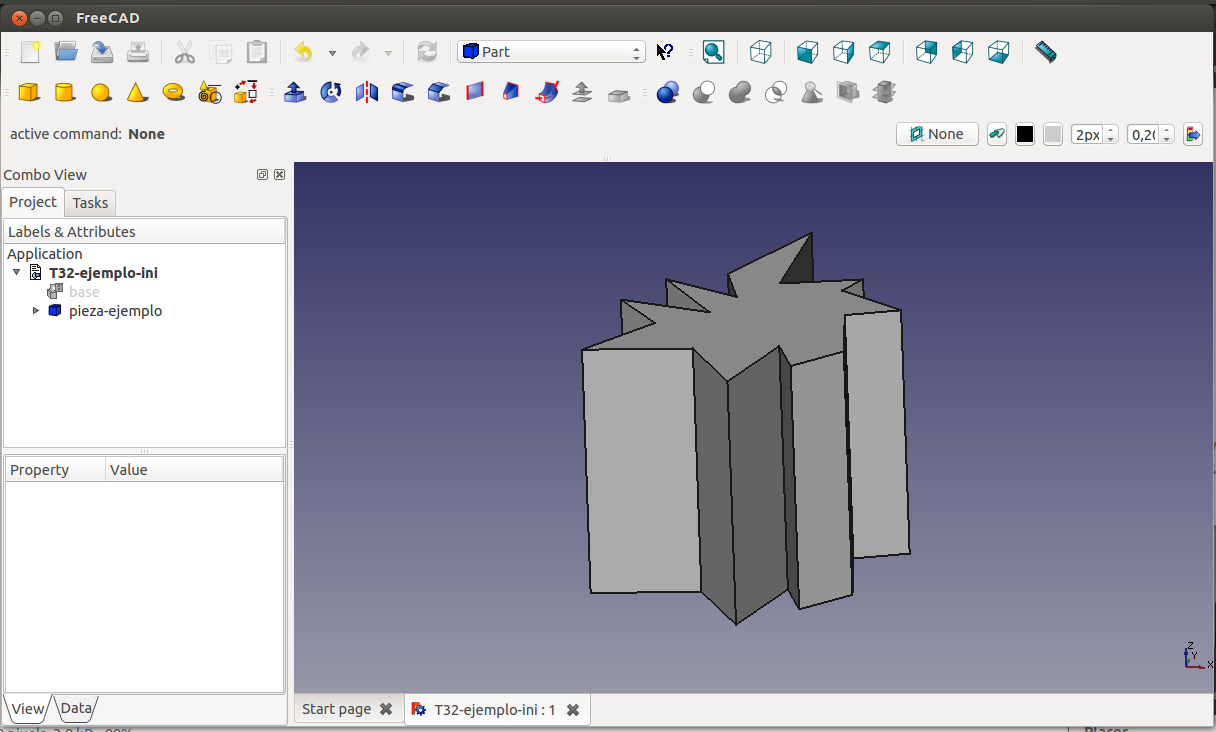 FreeCAD
Part
active command: None
None
2px
0,2
Combo View
Project
Tasks
Labels & Attributes
Application
T32-ejemplo-ini
base
pieza-ejemplo
Property
Value
View
Data
Z
Y
X
Start page
T32-ejemplo-ini : 1